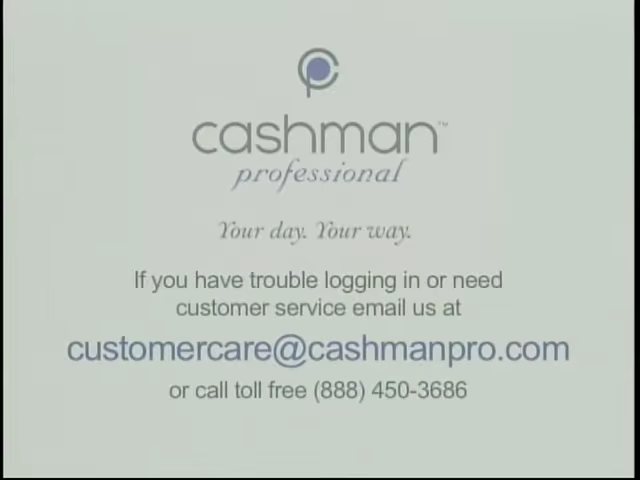 cashman™
professional
Your day. Your way.
If you have trouble logging in or need
customer service email us at
customercare@cashmanpro.com
or call toll free (888) 450-3686